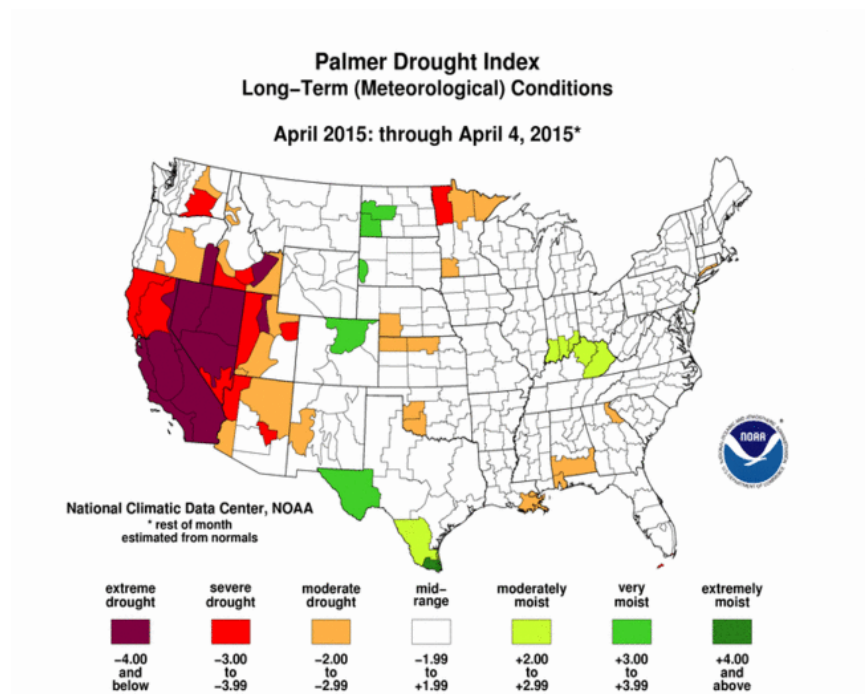 Palmer Drought Index
Long–Term (Meteorological) Conditions
April 2015: through April 4, 2015*
NOAA
National Climatic Data Center, NOAA
* rest of month
estimated from normals
extreme drought
severe drought
moderate drought
mid– range
moderately moist
very moist
extremely moist
−4.00 and below
−3.00 to −3.99
−2.00 to −2.99
−1.99 to +1.99
+2.00 to +2.99
+3.00 to +3.99
+4.00 and above